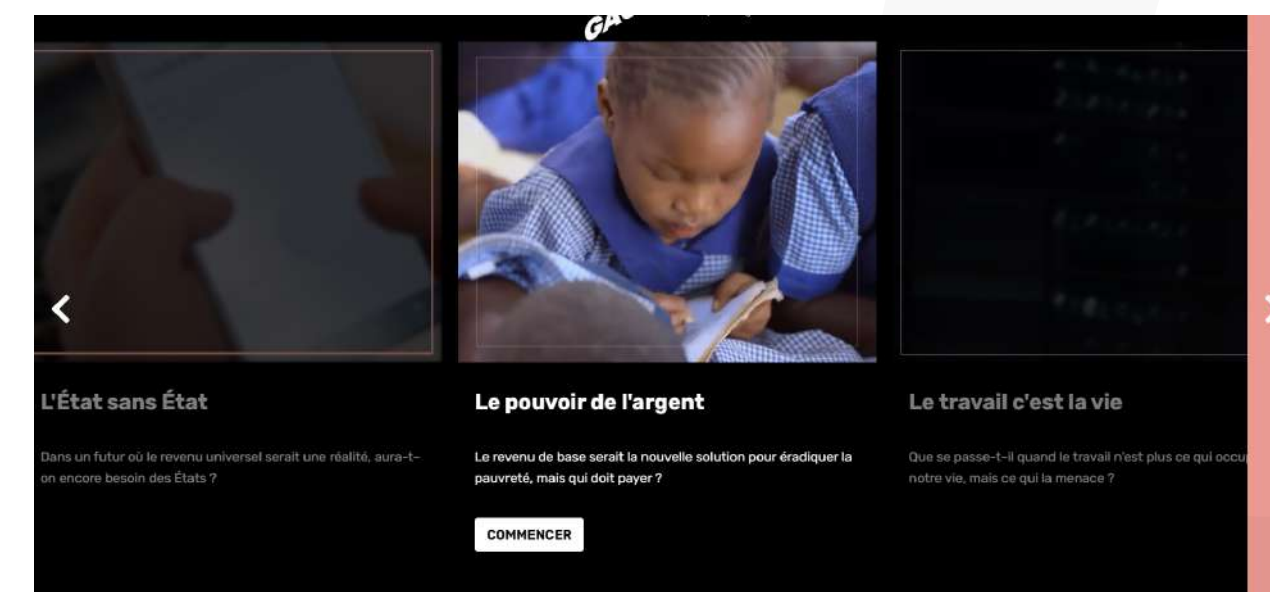 L'État sans État
Dans un futur où le revenu universel serait une réalité, aura-t-
on encore besoin des États ?
Le pouvoir de l'argent
Le revenu de base serait la nouvelle solution pour éradiquer la
pauvreté, mais qui doit payer ?
COMMENCER
Le travail c'est la vie
Que se passe-t-il quand le travail n'est plus ce qui
notre vie, mais ce qui la menace ?